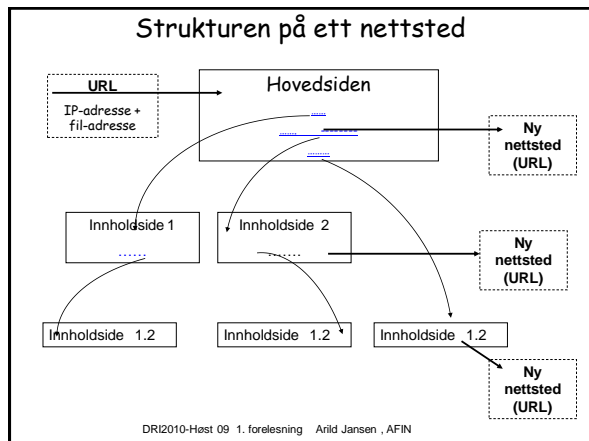 Strukturen på ett nettsted
URL
IP-adresse +
fil-adresse
Hovedsiden
......
...... ............
.........
Ny
nettsted
(URL)
Innholdside 1
......
Innholdside 2
.......
Ny
nettsted
(URL)
Innholdside 1.2
Innholdside 1.2
Innholdside 1.2
Ny
nettsted
(URL)
DRI2010-Høst 09 1. forelesning Arild Jansen , AFIN